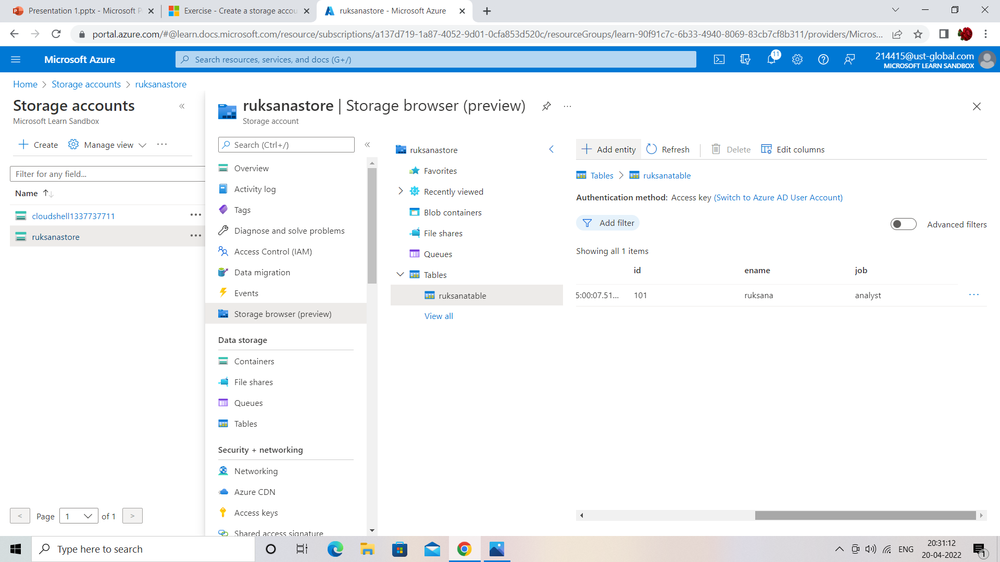 Presentation 1.pptx - Microsoft P
Exercise - Create a storage accou
ruksanastore - Microsoft Azure
portal.azure.com/#@learn.docs.microsoft.com/resource/subscriptions/a137d719-1a87-4052-9d01-0cfa853d520c/resourceGroups/learn-90f91c7c-6b33-4940-8069-83cb7cf8b311/providers/Micros...
Microsoft Azure
Search resources, services, and docs (G+/)
11
214415@ust-global.com
MICROSOFT LEARN SANDBOX
Home > Storage accounts > ruksanastore
Storage accounts
Microsoft Learn Sandbox
+ Create
Manage view
...
Filter for any field...
Name
cloudshell1337737711
ruksanastore
< Page 1 of 1 >
ruksanastore | Storage browser (preview)
Storage account
Search (Ctrl+/)
Overview
Activity log
Tags
Diagnose and solve problems
Access Control (IAM)
Data migration
Events
Storage browser (preview)
Data storage
Containers
File shares
Queues
Tables
Security + networking
Networking
Azure CDN
Access keys
Shared access signature
ruksanastore
Favorites
Recently viewed
Blob containers
File shares
Queues
Tables
ruksanatable
View all
+ Add entity
Refresh
Delete
Edit columns
Tables > ruksanatable
Authentication method: Access key (Switch to Azure AD User Account)
Add filter
Advanced filters
Showing all 1 items
id ename job
5:00:07.51... 101 ruksana analyst
Type here to search
ENG
20:31:12
20-04-2022
1